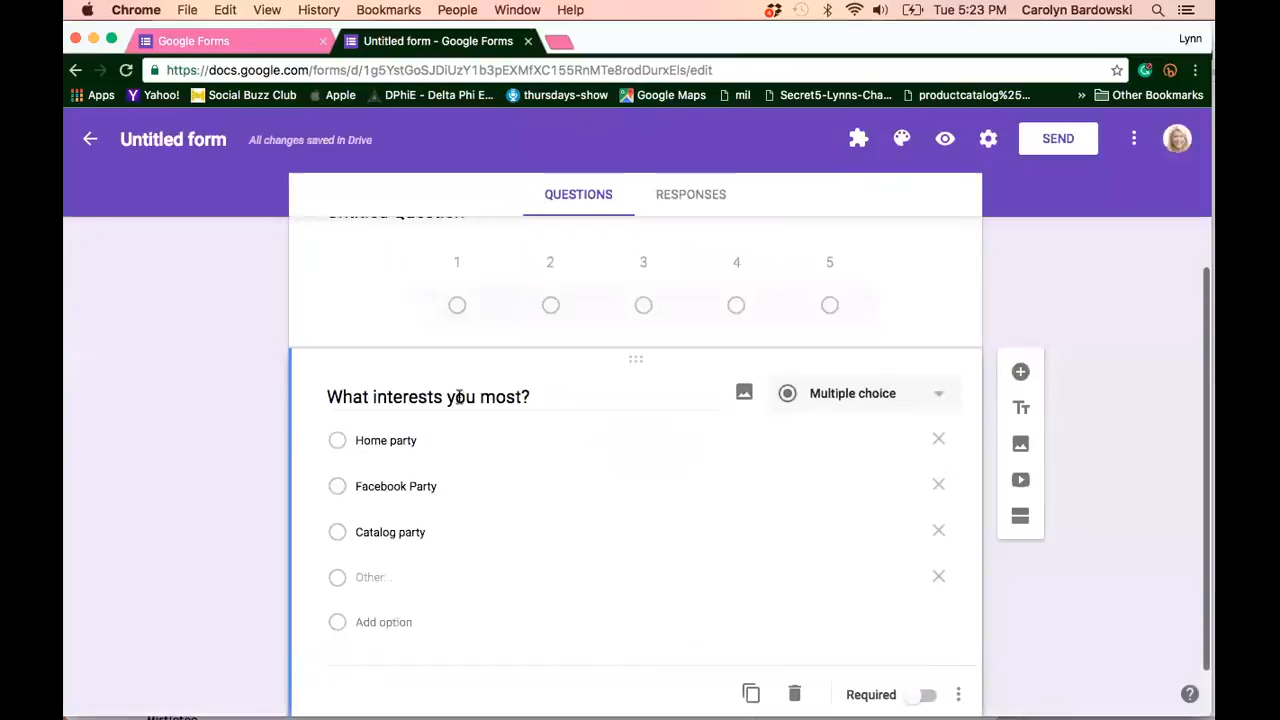 Chrome File Edit View History Bookmarks People Window Help Tue 5:23 PM Carolyn Bardowski
Google Forms Untitled form - Google Forms Lynn
https://docs.google.com/forms/d/1g5YstGoSJDiUzY1b3pEXMfXC155RnMTe8rodDurxEIs/edit
Apps Yahoo! Social Buzz Club Apple DPhiE - Delta Phi E... thursdays-show Google Maps mil Secret5-Lynns-Cha... productcatalog%25... » Other Bookmarks
Untitled form All changes saved in Drive SEND
QUESTIONS RESPONSES
Untitled Question
1 2 3 4 5
What interests you most? Multiple choice
Home party
Facebook Party
Catalog party
Other...
Add option
Required
Mistletoe